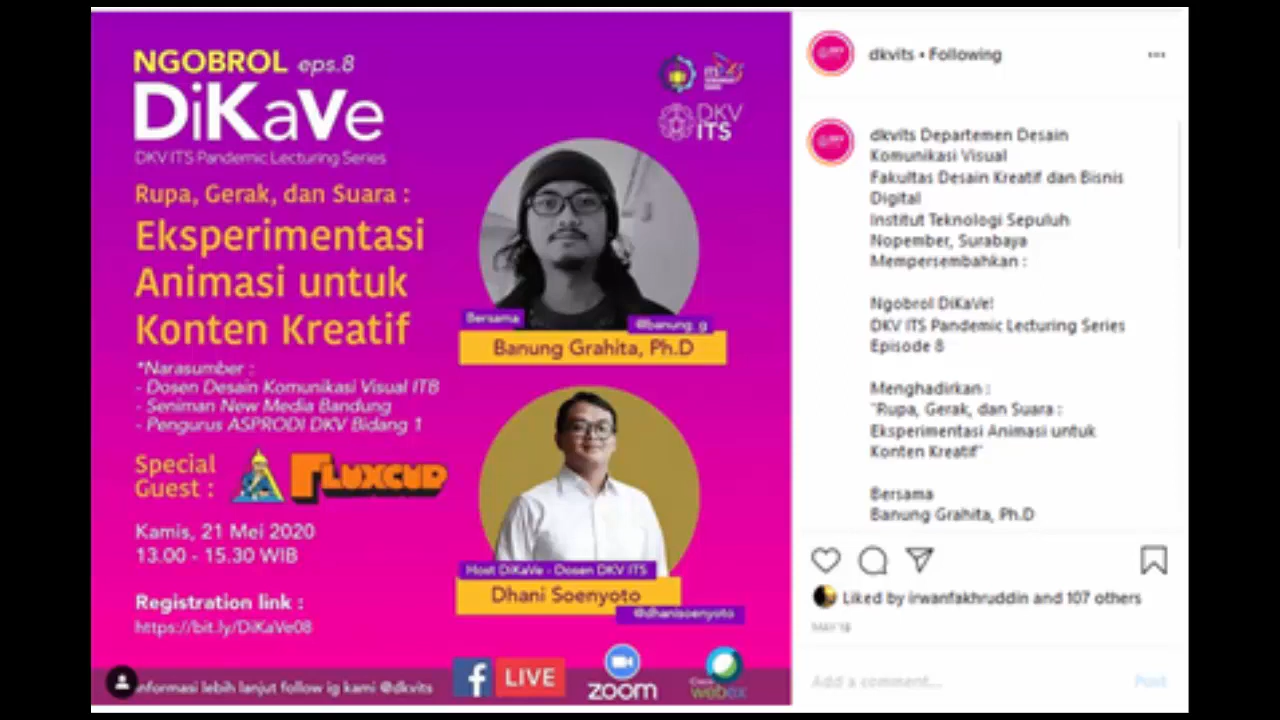 NGOBROL eps.8
DiKaVe
DKV ITS Pandemic Lecturing Series
Rupa, Gerak, dan Suara :
Eksperimentasi
Animasi untuk
Konten Kreatif
*Narasumber :
- Dosen Desain Komunikasi Visual ITB
- Seniman New Media Bandung
- Pengurus ASPRODI DKV Bidang 1
Special
Guest :
FLUXCUP
Kamis, 21 Mei 2020
13.00 - 15.30 WIB
Registration link :
https://bit.ly/DiKaVe08
informasi lebih lanjut follow ig kami @dkvits
DKV
ITS
Bersama
@banung_g
Banung Grahita, Ph.D
Host DiKaVe - Dosen DKV ITS
Dhani Soenyoto
@dhanisoenyoto
f LIVE
zoom
Cisco
webex
dkvits • Following
dkvits Departemen Desain
Komunikasi Visual
Fakultas Desain Kreatif dan Bisnis
Digital
Institut Teknologi Sepuluh
Nopember, Surabaya
Mempersembahkan :
Ngobrol DiKaVe!
DKV ITS Pandemic Lecturing Series
Episode 8
Menghadirkan :
"Rupa, Gerak, dan Suara :
Eksperimentasi Animasi untuk
Konten Kreatif"
Bersama
Banung Grahita, Ph.D
Liked by irwanfakhruddin and 107 others
Add a comment...
Post